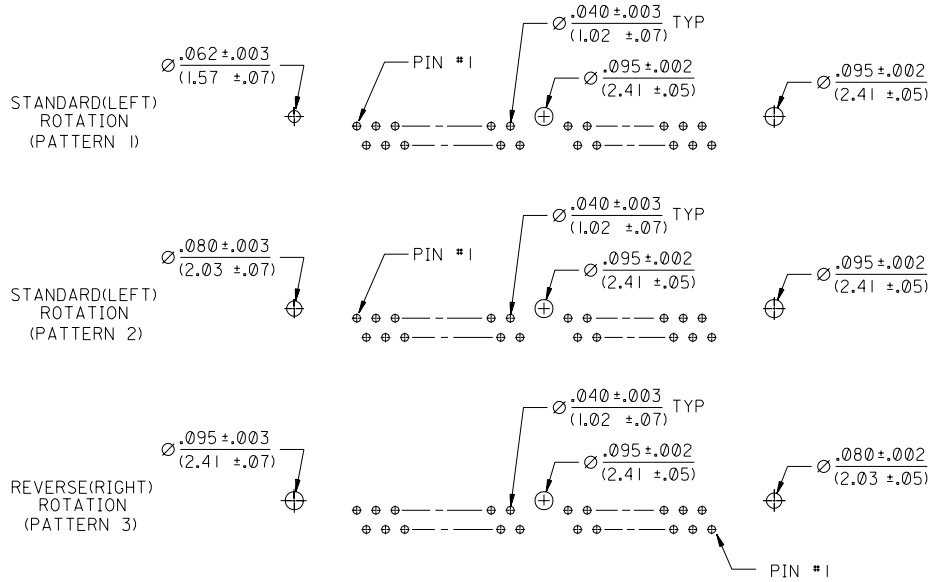 Ø .040±.003 TYP
(1.02 ±.07)
Ø .062±.003
(1.57 ±.07)
PIN #1
Ø .095±.002
(2.41 ±.05)
Ø .095±.002
(2.41 ±.05)
STANDARD(LEFT)
ROTATION
(PATTERN 1)
Ø .040±.003 TYP
(1.02 ±.07)
Ø .080±.003
(2.03 ±.07)
PIN #1
Ø .095±.002
(2.41 ±.05)
Ø .095±.002
(2.41 ±.05)
STANDARD(LEFT)
ROTATION
(PATTERN 2)
Ø .040±.003 TYP
(1.02 ±.07)
Ø .095±.003
(2.41 ±.07)
Ø .095±.002
(2.41 ±.05)
Ø .080±.002
(2.03 ±.05)
REVERSE(RIGHT)
ROTATION
(PATTERN 3)
PIN #1